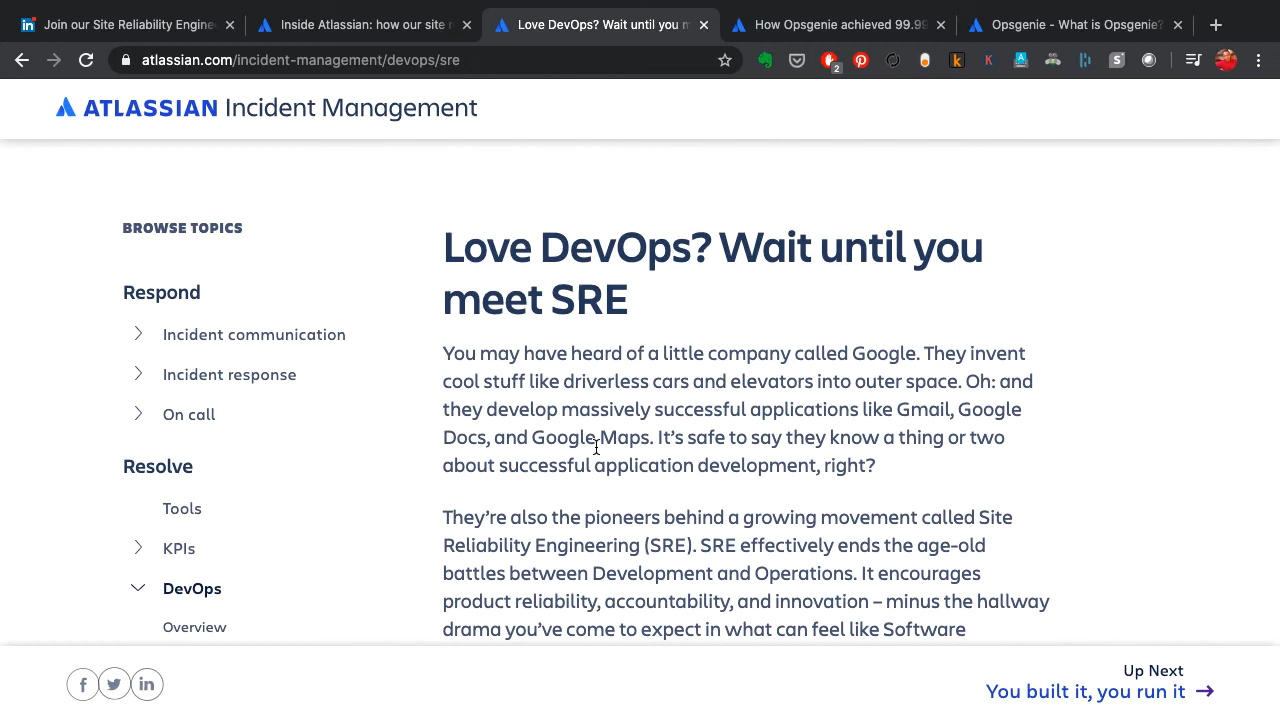 Join our Site Reliability Engine
Inside Atlassian: how our site r
Love DevOps? Wait until you m
How Opsgenie achieved 99.99
Opsgenie - What is Opsgenie?
atlassian.com/incident-management/devops/sre
2
ATLASSIAN Incident Management
BROWSE TOPICS
Respond
Incident communication
Incident response
On call
Resolve
Tools
KPIs
DevOps
Overview
Love DevOps? Wait until you
meet SRE
You may have heard of a little company called Google. They invent
cool stuff like driverless cars and elevators into outer space. Oh: and
they develop massively successful applications like Gmail, Google
Docs, and Google Maps. It’s safe to say they know a thing or two
about successful application development, right?
They’re also the pioneers behind a growing movement called Site
Reliability Engineering (SRE). SRE effectively ends the age-old
battles between Development and Operations. It encourages
product reliability, accountability, and innovation – minus the hallway
drama you’ve come to expect in what can feel like Software
Up Next
You built it, you run it →